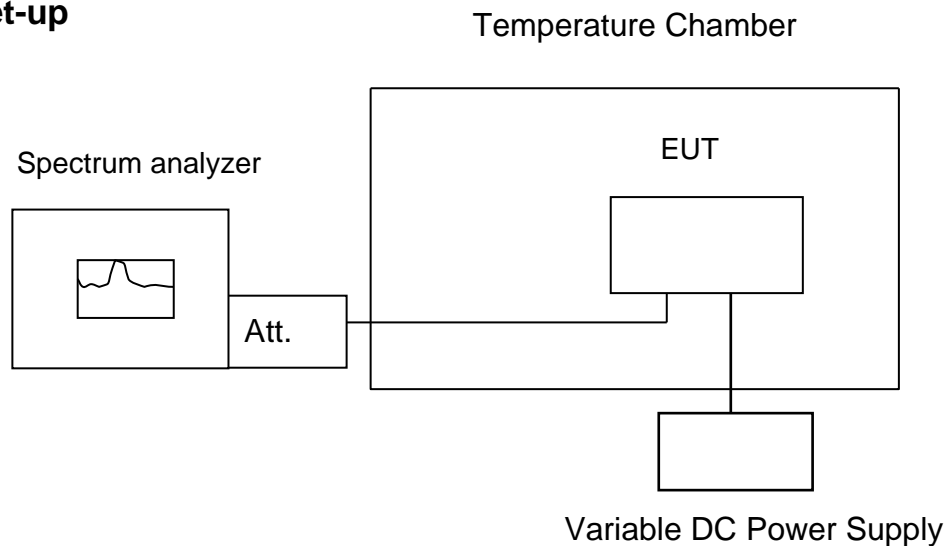 et-up
Temperature Chamber
EUT
Spectrum analyzer
Att.
Variable DC Power Supply